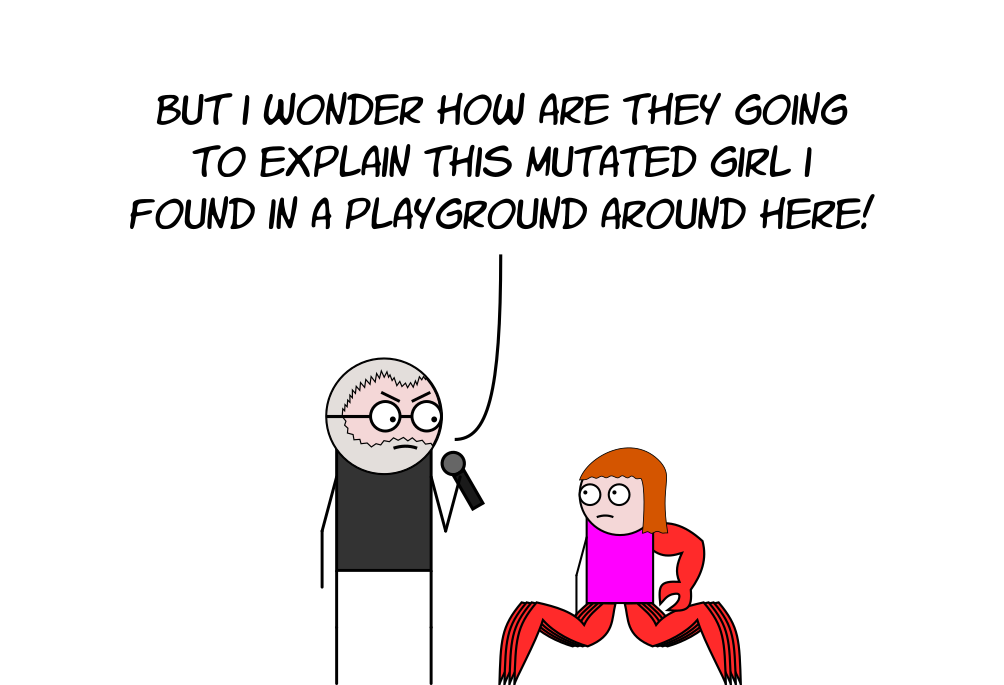 BUT I WONDER HOW ARE THEY GOING
TO EXPLAIN THIS MUTATED GIRL I
FOUND IN A PLAYGROUND AROUND HERE!